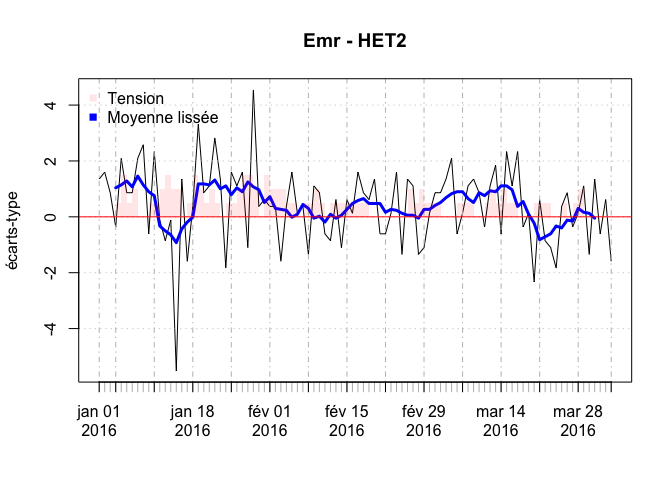 Emr - HET2
Tension
Moyenne lissée
écarts-type
4
2
0
-2
-4
jan 01 2016
jan 18 2016
fév 01 2016
fév 15 2016
fév 29 2016
mar 14 2016
mar 28 2016